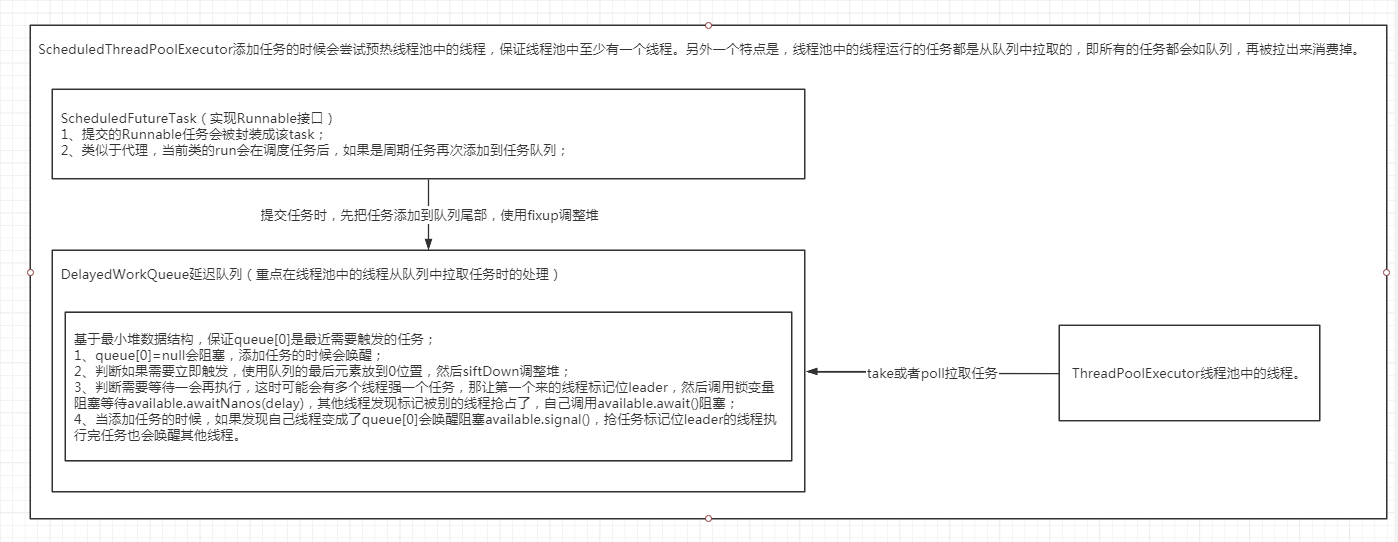 ScheduledThreadPoolExecutor添加任务的时候会尝试预热线程池中的线程，保证线程池中至少有一个线程。另外一个特点是，线程池中的线程运行的任务都是从队列中拉取的，即所有的任务都会如队列，再被拉出来消费掉。
ScheduledFutureTask（实现Runnable接口）
1、提交的Runnable任务会被封装成该task；
2、类似于代理，当前类的run会在调度任务后，如果是周期任务再次添加到任务队列；
提交任务时，先把任务添加到队列尾部，使用fixup调整堆
DelayedWorkQueue延迟队列（重点在线程池中的线程从队列中拉取任务时的处理）
基于最小堆数据结构，保证queue[0]是最近需要触发的任务；
1、queue[0]=null会阻塞，添加任务的时候会唤醒；
2、判断如果需要立即触发，使用队列的最后元素放到0位置，然后siftDown调整堆；
3、判断需要等待一会再执行，这时可能会有多个线程强一个任务，那让第一个来的线程标记位leader，然后调用锁变量
阻塞等待available.awaitNanos(delay)，其他线程发现标记被别的线程抢占了，自己调用available.await()阻塞；
4、当添加任务的时候，如果发现自己线程变成了queue[0]会唤醒阻塞available.signal()，抢任务标记位leader的线程执
行完任务也会唤醒其他线程。
take或者poll拉取任务
ThreadPoolExecutor线程池中的线程。